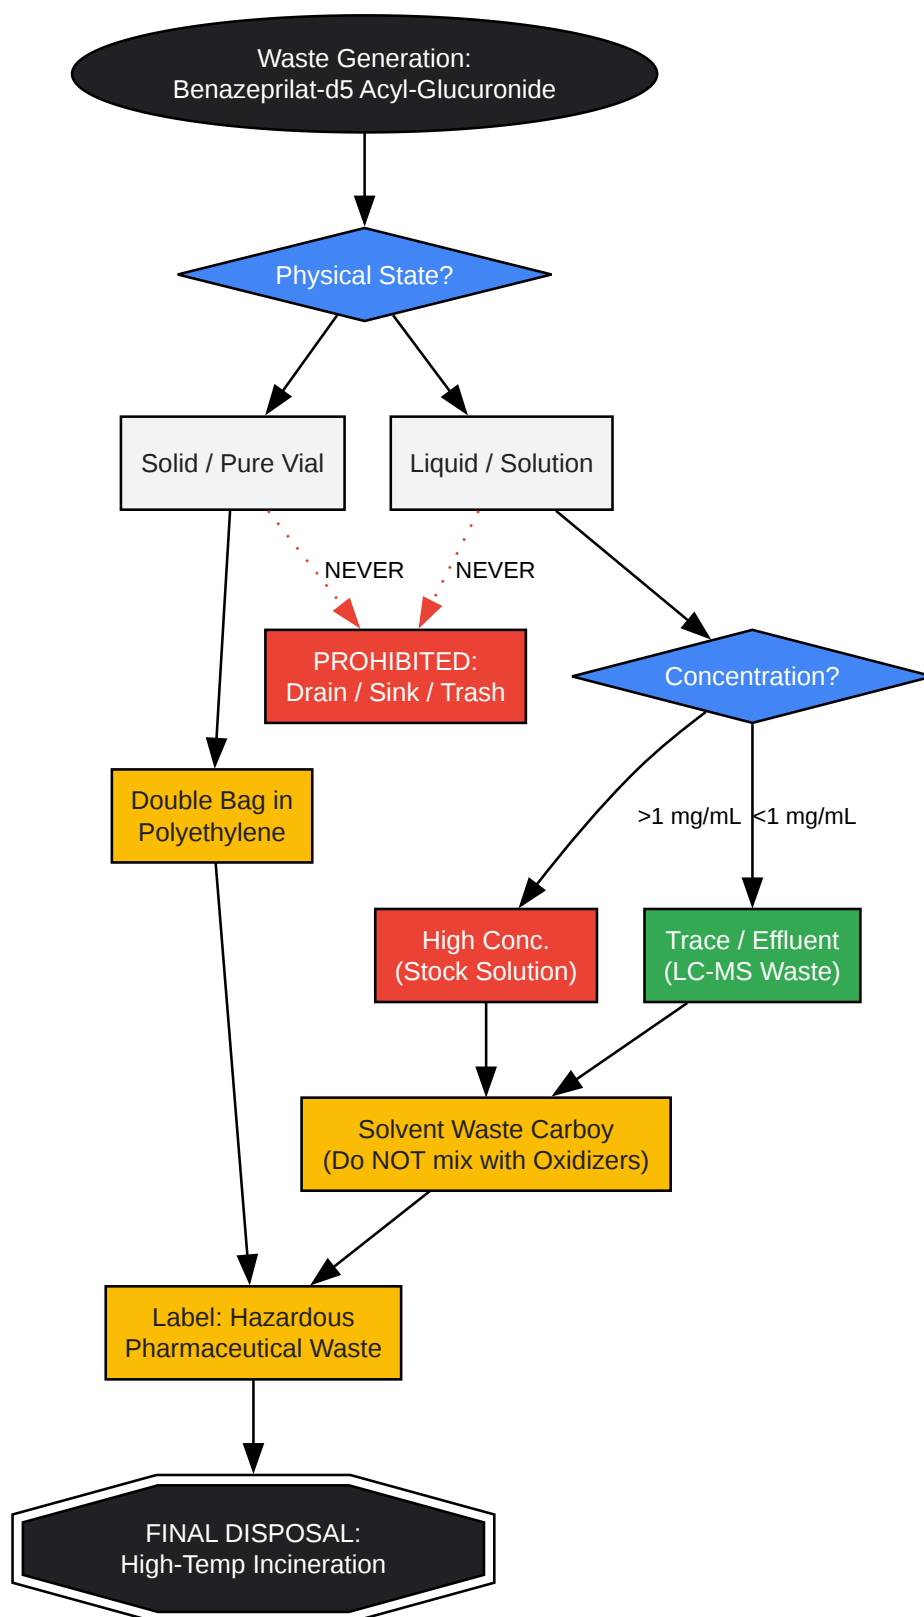 Waste Generation:
Benazeprilat-d5 Acyl-Glucuronide
Physical State?
Solid / Pure Vial
Liquid / Solution
NEVER
NEVER
PROHIBITED:
Drain / Sink / Trash
Concentration?
Double Bag in
Polyethylene
>1 mg/mL
<1 mg/mL
High Conc.
(Stock Solution)
Trace / Effluent
(LC-MS Waste)
Solvent Waste Carboy
(Do NOT mix with Oxidizers)
Label: Hazardous
Pharmaceutical Waste
FINAL DISPOSAL:
High-Temp Incineration